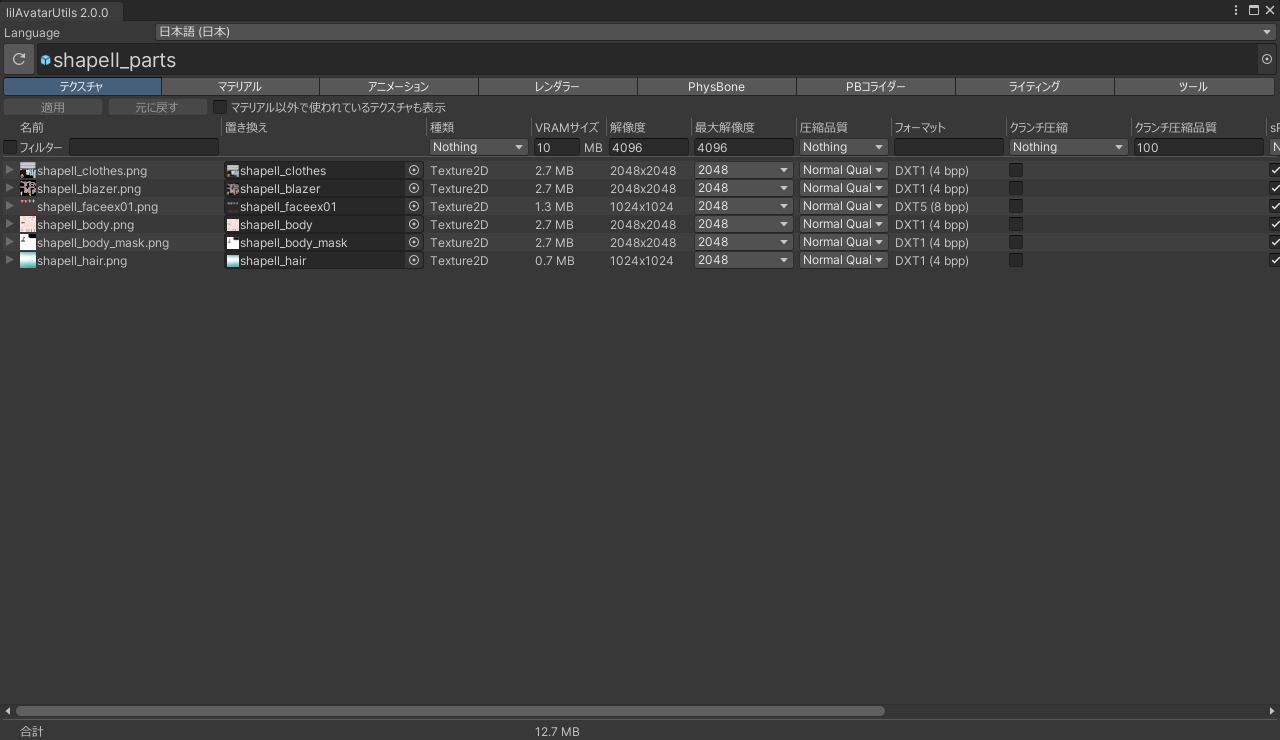 lilAvatarUtils 2.0.0
Language 日本語 (日本)
shapell_parts
テクスチャ マテリアル アニメーション レンダラー PhysBone PBコライダー ライティング ツール
適用 元に戻す マテリアル以外で使われているテクスチャも表示
名前 置き換え 種類 VRAMサイズ 解像度 最大解像度 圧縮品質 フォーマット クランチ圧縮 クランチ圧縮品質
フィルター Nothing 10 MB 4096 4096 Nothing Nothing 100
shapell_clothes.png shapell_clothes Texture2D 2.7 MB 2048x2048 2048 Normal Qual DXT1 (4 bpp)
shapell_blazer.png shapell_blazer Texture2D 2.7 MB 2048x2048 2048 Normal Qual DXT1 (4 bpp)
shapell_faceex01.png shapell_faceex01 Texture2D 1.3 MB 1024x1024 2048 Normal Qual DXT5 (8 bpp)
shapell_body.png shapell_body Texture2D 2.7 MB 2048x2048 2048 Normal Qual DXT1 (4 bpp)
shapell_body_mask.png shapell_body_mask Texture2D 2.7 MB 2048x2048 2048 Normal Qual DXT1 (4 bpp)
shapell_hair.png shapell_hair Texture2D 0.7 MB 1024x1024 2048 Normal Qual DXT1 (4 bpp)
合計 12.7 MB